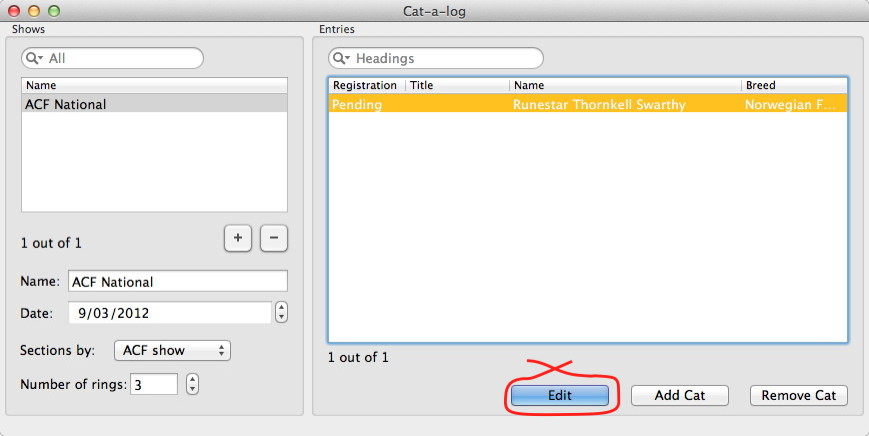 Cat-a-log
Shows
Entries
All
Headings
Name
ACF National
Registration Title Name Breed
Pending Runestar Thornkell Swarthy Norwegian F...
1 out of 1
+ −
Name: ACF National
Date: 9/03/2012
Sections by: ACF show
Number of rings: 3
1 out of 1
Edit Add Cat Remove Cat